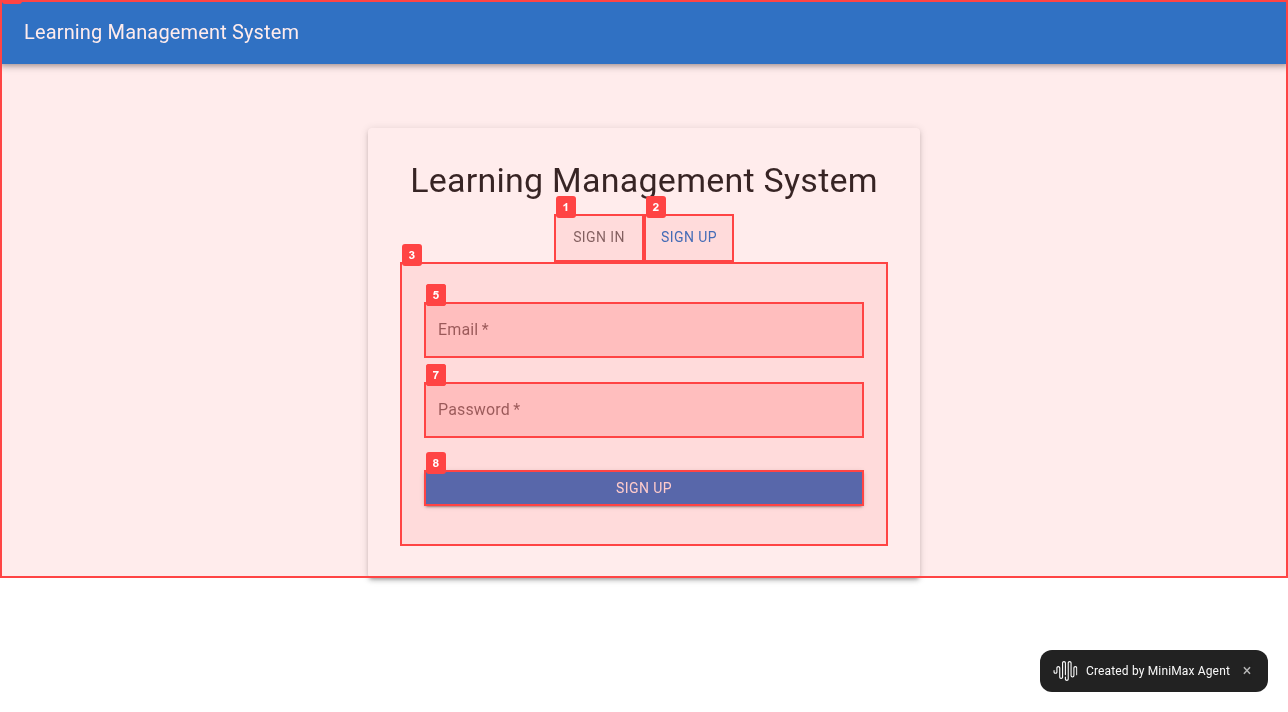 Learning Management System
Learning Management System
1
2
SIGN IN
SIGN UP
3
5
Email *
7
Password *
8
SIGN UP
Created by MiniMax Agent ×